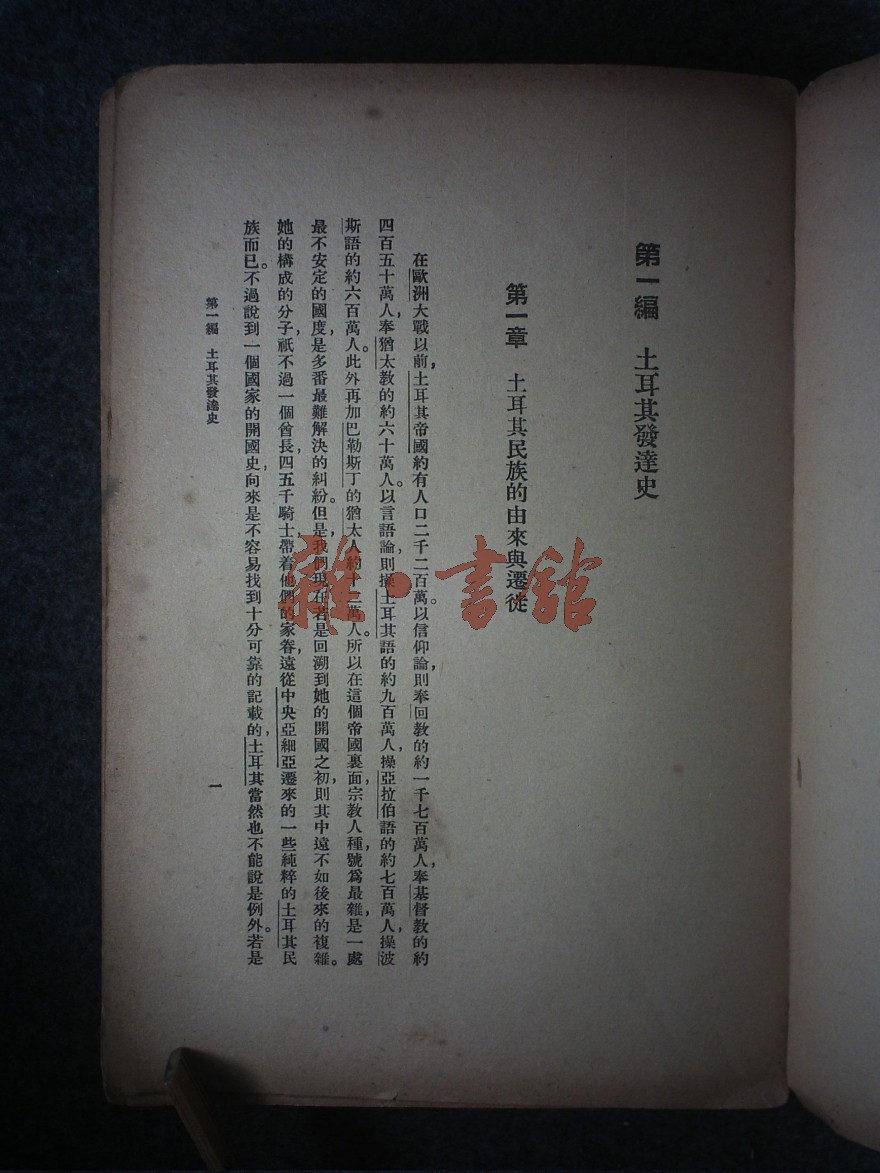 第一編　土耳其發達史
第一章　土耳其民族的由來與遷徙
在歐洲大戰以前，土耳其帝國約有人口二千二百萬。以信仰論，則奉回教的約一千七百萬人，奉基督教的約
四百五十萬人，奉猶太教的約六十萬人。以言語論，則操土耳其語的約九百萬人，操亞拉伯語的約七百萬人，操波
斯語的約六百萬人。此外再加巴勒斯丁的猶太人約十二萬人。所以在這個帝國裏面，宗教人種，號爲最雜，是一處
最不安定的國度，是多番最難解決的糾紛。但是，我們現在若是回溯到她的開國之初，則其中遠不如後來的複雜。
她的構成的分子，祇不過一個酋長，四五千騎士帶着他們的家眷，遠從中央亞細亞遷來的一些純粹的土耳其民
族而已。不過說到一個國家的開國史，向來是不容易找到十分可靠的記載的，土耳其當然也不能說是例外。若是
第一編　土耳其發達史
一
雜·書館